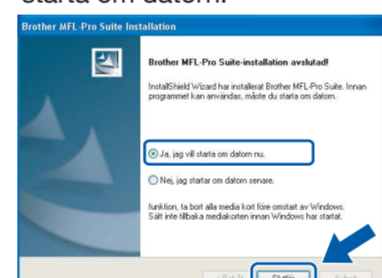 starta om datorn.
Brother MFL-Pro Suite Installation
Brother MFL-Pro Suite-installation avslutad!
InstallShield Wizard har installerat Brother MFL-Pro Suite. Innan
programmet kan användas, måste du starta om datorn.
Ja, jag vill starta om datorn nu.
Nej, jag startar om datorn senare.
funktion, ta bort alla media kort före omstart av Windows.
Sätt inte tillbaka mediakorten innan Windows har startat.